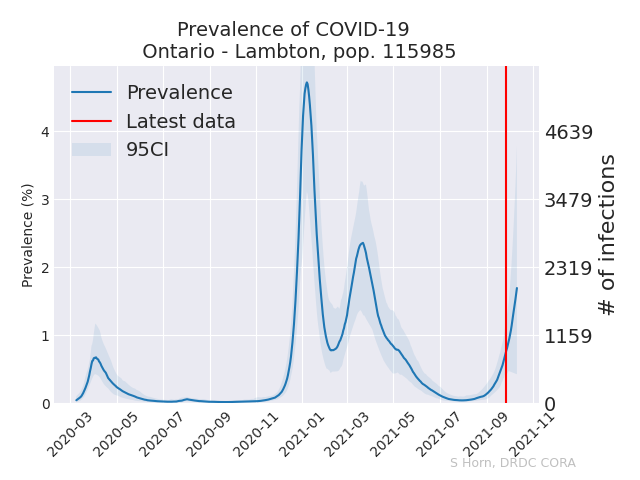 Prevalence of COVID-19
Ontario - Lambton, pop. 115985
Prevalence
Latest data
95CI
Prevalence (%)
4
3
2
1
0
4639
3479
2319
1159
0
# of infections
2020-03
2020-05
2020-07
2020-09
2020-11
2021-01
2021-03
2021-05
2021-07
2021-09
2021-11
S Horn, DRDC CORA